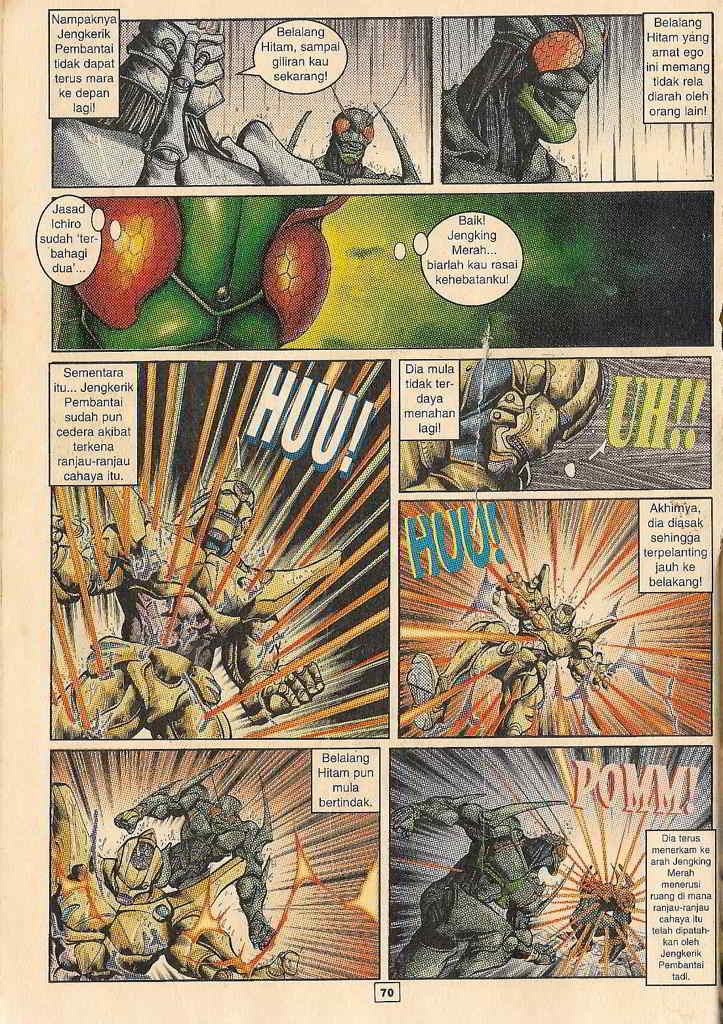 Nampaknya
Jengkerik
Pembantai
tidak dapat
terus mara
ke depan
lagi!
Belalang
Hitam, sampai
giliran kau
sekarang!
Belalang
Hitam yang
amat ego
ini memang
tidak rela
diarah oleh
orang lain!
Jasad
Ichiro
sudah 'ter-
bahagi
dua'...
Baik!
Jengking
Merah...
biarlah kau rasai
kehebatanku!
Sementara
itu... Jengkerik
Pembantai
sudah pun
cedera akibat
terkena
ranjau-ranjau
cahaya itu.
HUU!
Dia mula
tidak ter-
daya
menahan
lagi!
UH!!
HUU!
Akhirnya,
dia diasak
sehingga
terpelanting
jauh ke
belakang!
Belalang
Hitam pun
mula
bertindak.
POMM!
Dia terus
menerkam ke
arah Jengking
Merah
menerusi
ruang di mana
ranjau-ranjau
cahaya itu
telah dipatah-
kan oleh
Jengkerik
Pembantai
tadi.
70